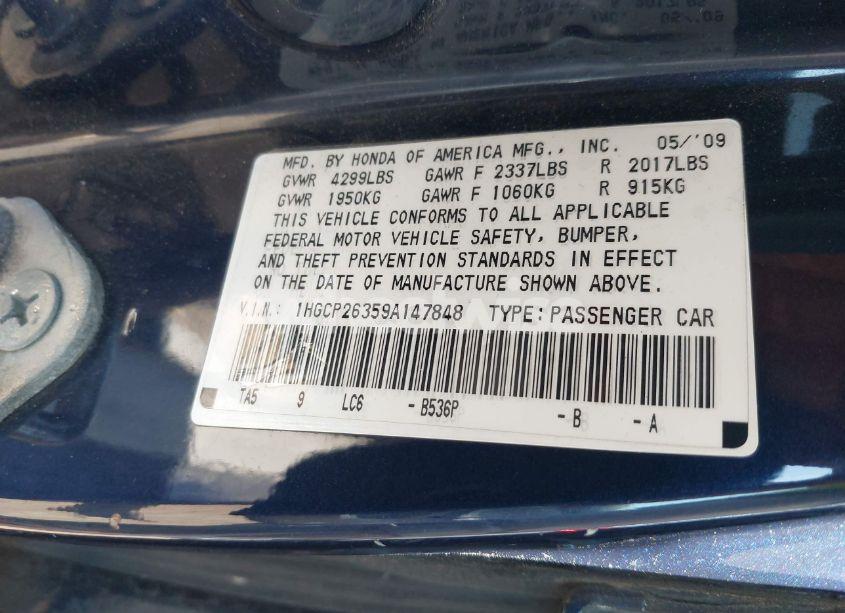 MFD. BY HONDA OF AMERICA MFG., INC. 05/'09
GVWR 4299LBS GAWR F 2337LBS R 2017LBS
GVWR 1950KG GAWR F 1060KG R 915KG
THIS VEHICLE CONFORMS TO ALL APPLICABLE
FEDERAL MOTOR VEHICLE SAFETY, BUMPER,
AND THEFT PREVENTION STANDARDS IN EFFECT
ON THE DATE OF MANUFACTURE SHOWN ABOVE.
V.I.N.: 1HGCP26359A147848 TYPE: PASSENGER CAR
TA5 9 LC6 -B536P -B -A